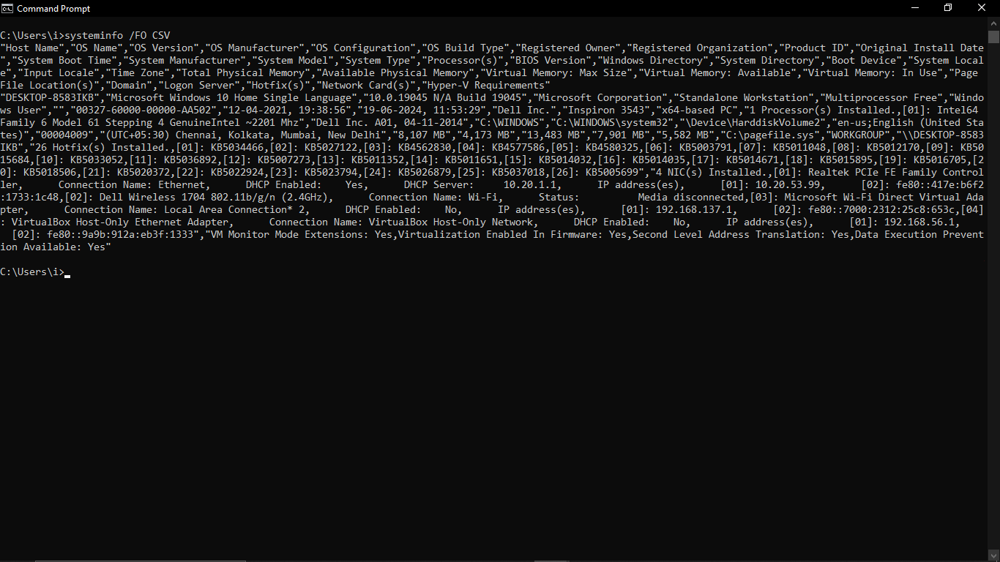 Command Prompt
C:\Users\i>systeminfo /FO CSV
"Host Name","OS Name","OS Version","OS Manufacturer","OS Configuration","OS Build Type","Registered Owner","Registered Organization","Product ID","Original Install Date
","System Boot Time","System Manufacturer","System Model","System Type","Processor(s)","BIOS Version","Windows Directory","System Directory","Boot Device","System Local
e","Input Locale","Time Zone","Total Physical Memory","Available Physical Memory","Virtual Memory: Max Size","Virtual Memory: Available","Virtual Memory: In Use","Page
File Location(s)","Domain","Logon Server","Hotfix(s)","Network Card(s)","Hyper-V Requirements"
"DESKTOP-8583IKB","Microsoft Windows 10 Home Single Language","10.0.19045 N/A Build 19045","Microsoft Corporation","Standalone Workstation","Multiprocessor Free","Windo
ws User","","00327-60000-00000-AA502","12-04-2021, 19:38:56","19-06-2024, 11:53:29","Dell Inc.","Inspiron 3543","x64-based PC","1 Processor(s) Installed.,[01]: Intel64
Family 6 Model 61 Stepping 4 GenuineIntel ~2201 Mhz","Dell Inc. A01, 04-11-2014","C:\WINDOWS","C:\WINDOWS\system32","\Device\HarddiskVolume2","en-us;English (United Sta
tes)","00004009","(UTC+05:30) Chennai, Kolkata, Mumbai, New Delhi","8,107 MB","4,173 MB","13,483 MB","7,901 MB","5,582 MB","C:\pagefile.sys","WORKGROUP","\\DESKTOP-8583
IKB","26 Hotfix(s) Installed.,[01]: KB5034466,[02]: KB5027122,[03]: KB4562830,[04]: KB4577586,[05]: KB4580325,[06]: KB5003791,[07]: KB5011048,[08]: KB5012170,[09]: KB50
15684,[10]: KB5033052,[11]: KB5036892,[12]: KB5007273,[13]: KB5011352,[14]: KB5011651,[15]: KB5014032,[16]: KB5014035,[17]: KB5014671,[18]: KB5015895,[19]: KB5016705,[2
0]: KB5018506,[21]: KB5020372,[22]: KB5022924,[23]: KB5023794,[24]: KB5026879,[25]: KB5037018,[26]: KB5005699","4 NIC(s) Installed.,[01]: Realtek PCIe FE Family Control
ler,      Connection Name: Ethernet,      DHCP Enabled:    Yes,      DHCP Server:     10.20.1.1,      IP address(es),      [01]: 10.20.53.99,      [02]: fe80::417e:b6f2
:1733:1c48,[02]: Dell Wireless 1704 802.11b/g/n (2.4GHz),      Connection Name: Wi-Fi,      Status:          Media disconnected,[03]: Microsoft Wi-Fi Direct Virtual Ada
pter,      Connection Name: Local Area Connection* 2,      DHCP Enabled:    No,      IP address(es),      [01]: 192.168.137.1,      [02]: fe80::7000:2312:25c8:653c,[04]
: VirtualBox Host-Only Ethernet Adapter,      Connection Name: VirtualBox Host-Only Network,      DHCP Enabled:    No,      IP address(es),      [01]: 192.168.56.1,
  [02]: fe80::9a9b:912a:eb3f:1333","VM Monitor Mode Extensions: Yes,Virtualization Enabled In Firmware: Yes,Second Level Address Translation: Yes,Data Execution Prevent
ion Available: Yes"
C:\Users\i>